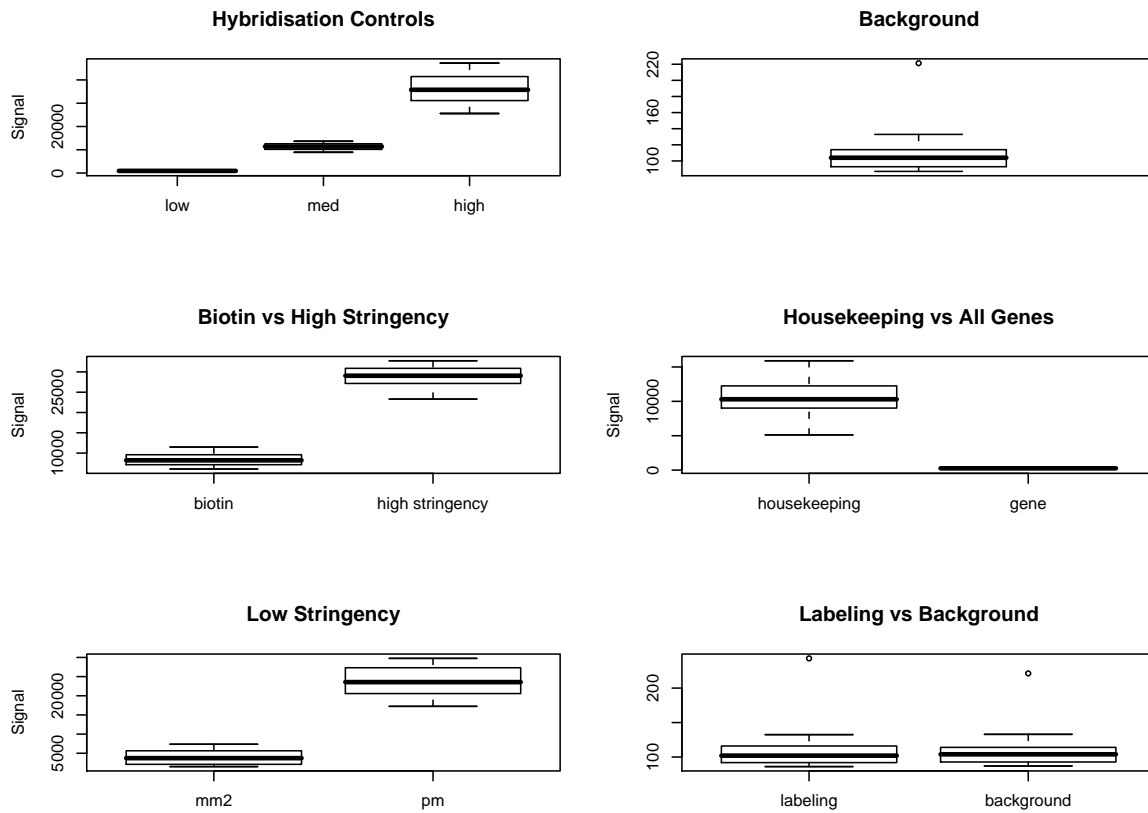 Hybridisation Controls
Signal
20000
0
low med high
Background
220
160
100
Biotin vs High Stringency
Signal
25000
10000
biotin high stringency
Housekeeping vs All Genes
Signal
10000
0
housekeeping gene
Low Stringency
Signal
20000
5000
mm2 pm
Labeling vs Background
200
100
labeling background